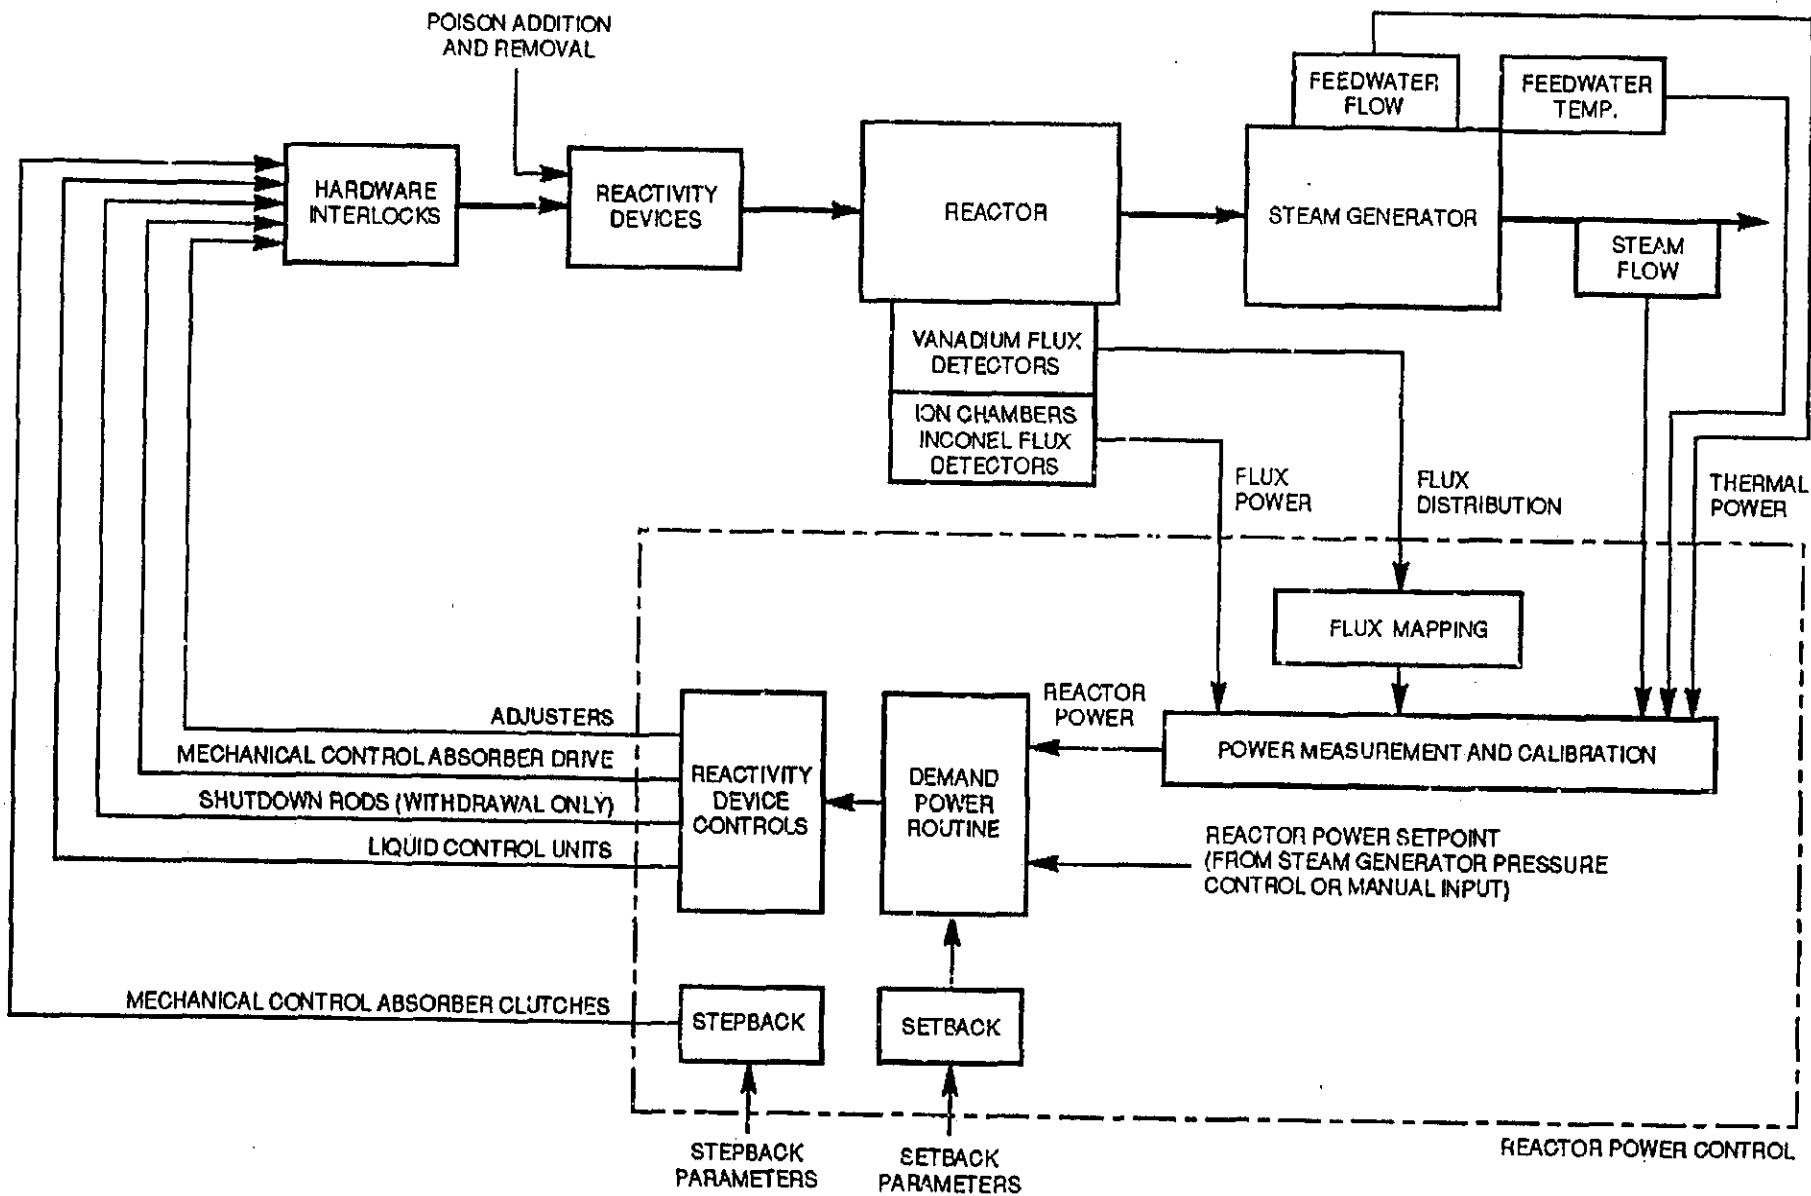 POISON ADDITION
AND REMOVAL
FEEDWATER
FLOW
FEEDWATER
TEMP.
HARDWARE
INTERLOCKS
REACTIVITY
DEVICES
REACTOR
STEAM GENERATOR
STEAM
FLOW
VANADIUM FLUX
DETECTORS
ION CHAMBERS
INCONEL FLUX
DETECTORS
FLUX
POWER
FLUX
DISTRIBUTION
THERMAL
POWER
FLUX MAPPING
REACTOR
POWER
POWER MEASUREMENT AND CALIBRATION
ADJUSTERS
MECHANICAL CONTROL ABSORBER DRIVE
SHUTDOWN RODS (WITHDRAWAL ONLY)
LIQUID CONTROL UNITS
REACTIVITY
DEVICE
CONTROLS
DEMAND
POWER
ROUTINE
REACTOR POWER SETPOINT
(FROM STEAM GENERATOR PRESSURE
CONTROL OR MANUAL INPUT)
MECHANICAL CONTROL ABSORBER CLUTCHES
STEPBACK
SETBACK
STEPBACK
PARAMETERS
SETBACK
PARAMETERS
REACTOR POWER CONTROL